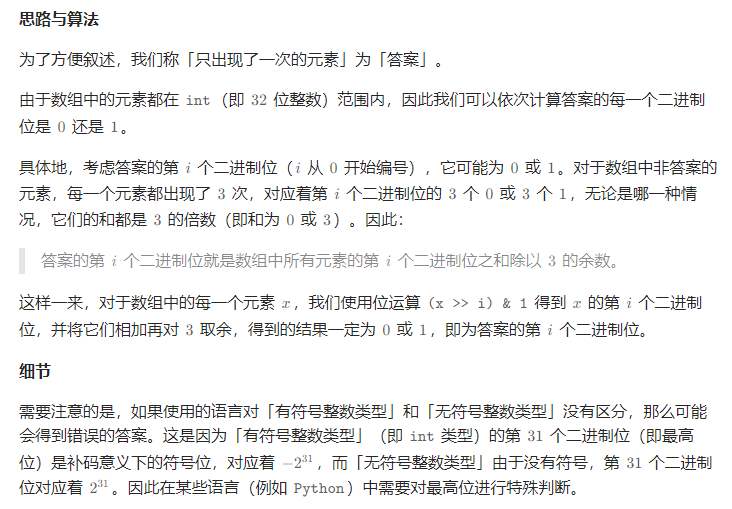 思路与算法
为了方便叙述，我们称「只出现了一次的元素」为「答案」。
由于数组中的元素都在 int（即 32 位整数）范围内，因此我们可以依次计算答案的每一个二进制
位是 0 还是 1。
具体地，考虑答案的第 i 个二进制位（i 从 0 开始编号），它可能为 0 或 1。对于数组中非答案的
元素，每一个元素都出现了 3 次，对应着第 i 个二进制位的 3 个 0 或 3 个 1，无论是哪一种情
况，它们的和都是 3 的倍数（即和为 0 或 3）。因此：
答案的第 i 个二进制位就是数组中所有元素的第 i 个二进制位之和除以 3 的余数。
这样一来，对于数组中的每一个元素 x，我们使用位运算 (x >> i) & 1 得到 x 的第 i 个二进制
位，并将它们相加再对 3 取余，得到的结果一定为 0 或 1，即为答案的第 i 个二进制位。
细节
需要注意的是，如果使用的语言对「有符号整数类型」和「无符号整数类型」没有区分，那么可能
会得到错误的答案。这是因为「有符号整数类型」（即 int 类型）的第 31 个二进制位（即最高
位）是补码意义下的符号位，对应着 −2³¹，而「无符号整数类型」由于没有符号，第 31 个二进制
位对应着 2³¹。因此在某些语言（例如 Python）中需要对最高位进行特殊判断。